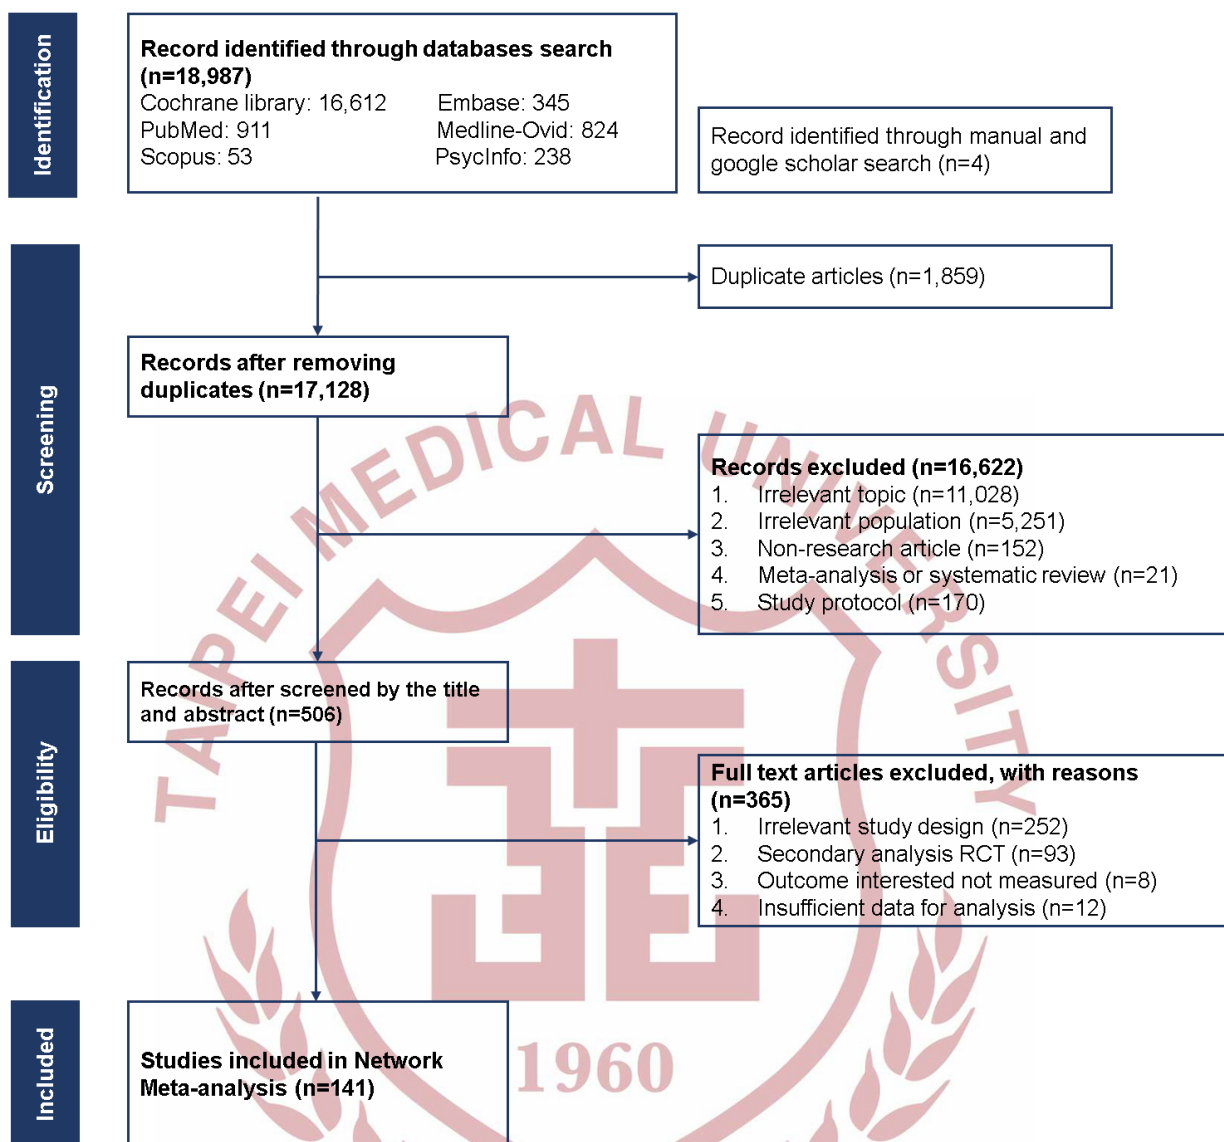 Identification
Record identified through databases search
(n=18,987)
Cochrane library: 16,612 Embase: 345
PubMed: 911 Medline-Ovid: 824
Scopus: 53 PsycInfo: 238
Record identified through manual and
google scholar search (n=4)
Screening
Duplicate articles (n=1,859)
Records after removing
duplicates (n=17,128)
Records excluded (n=16,622)
1. Irrelevant topic (n=11,028)
2. Irrelevant population (n=5,251)
3. Non-research article (n=152)
4. Meta-analysis or systematic review (n=21)
5. Study protocol (n=170)
Eligibility
Records after screened by the title
and abstract (n=506)
Full text articles excluded, with reasons
(n=365)
1. Irrelevant study design (n=252)
2. Secondary analysis RCT (n=93)
3. Outcome interested not measured (n=8)
4. Insufficient data for analysis (n=12)
Included
Studies included in Network
Meta-analysis (n=141)
TAIPEI MEDICAL UNIVERSITY
1960